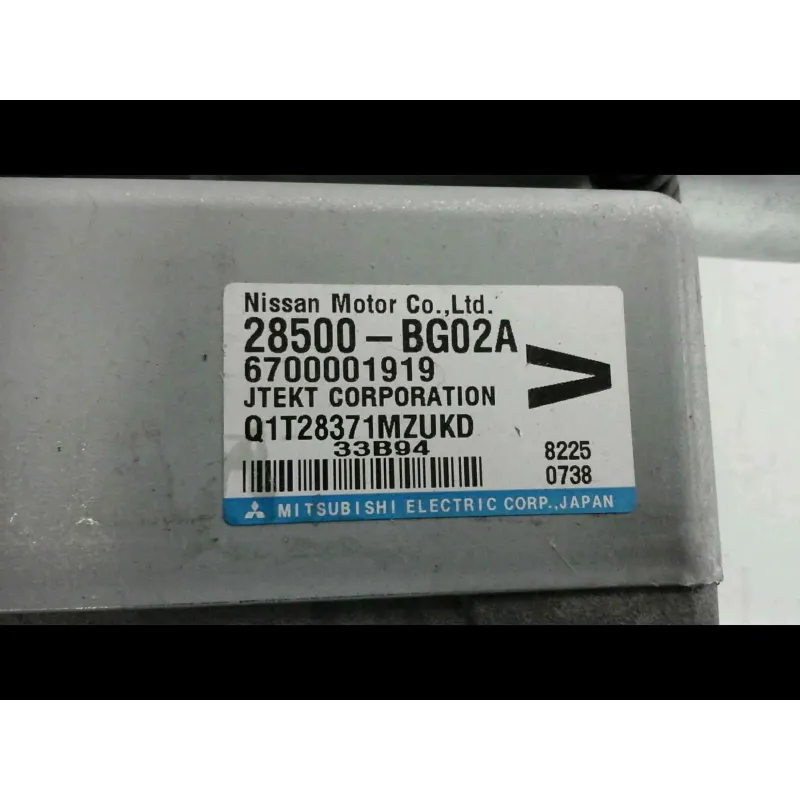 Nissan Motor Co.,Ltd.
28500-BG02A
6700001919
JTEKT CORPORATION
Q1T28371MZUKD
33B94
8225
0738
MITSUBISHI ELECTRIC CORP.,JAPAN